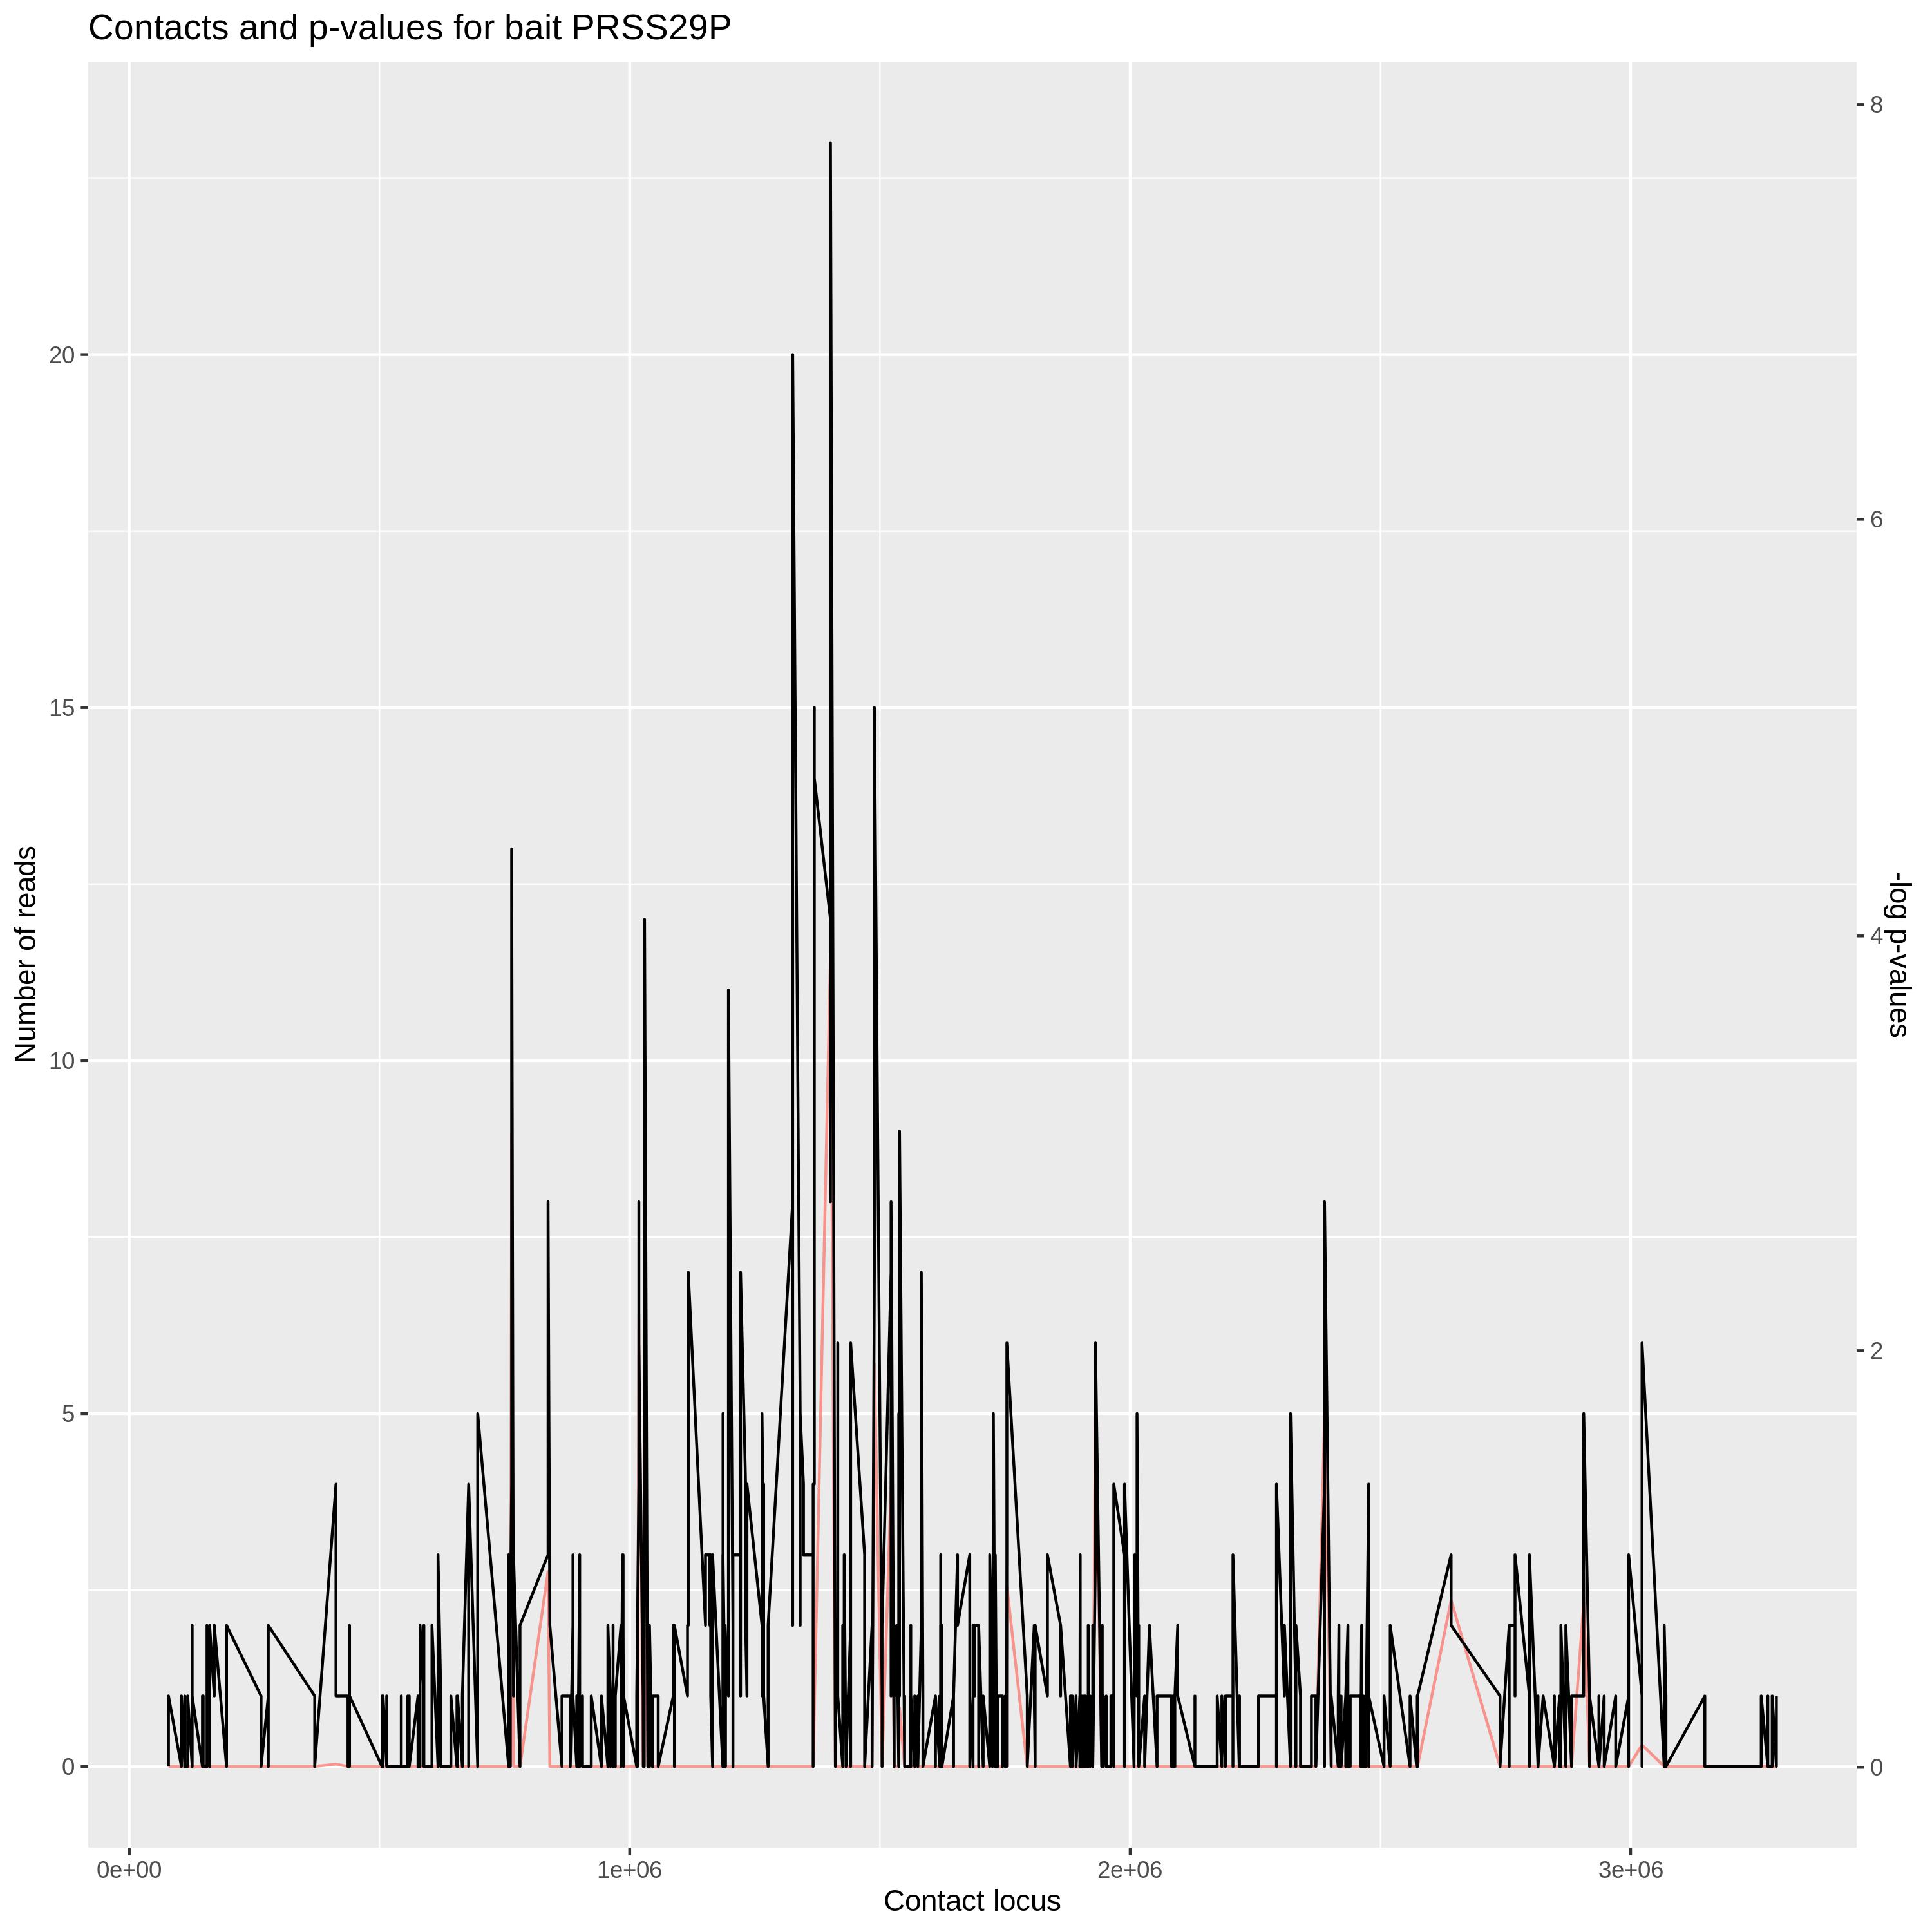 Contacts and p-values for bait PRSS29P
8
20
6
15
Number of reads
-log p-values
4
10
2
5
0
0
0e+00
1e+06
2e+06
3e+06
Contact locus